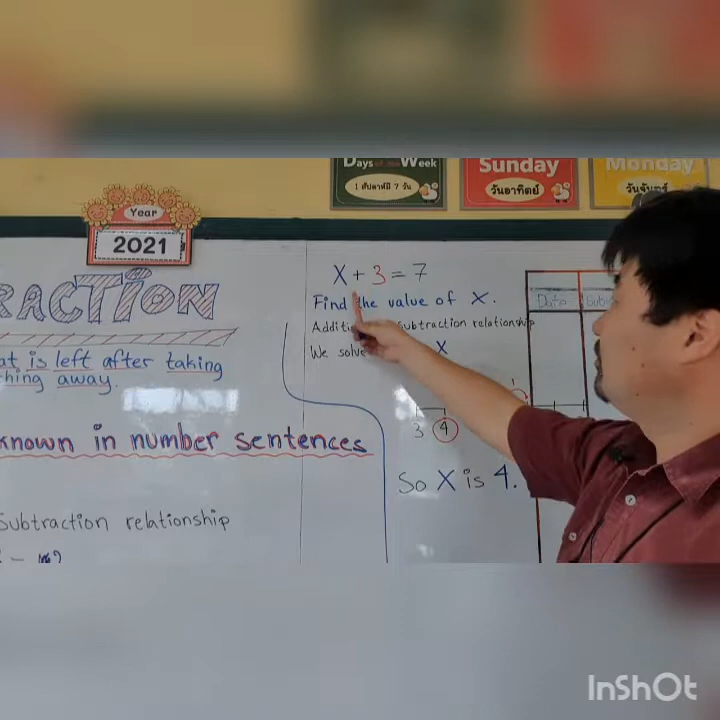 Days of the Week
1 สัปดาห์มี 7 วัน
Sunday
วันอาทิตย์
Monday
วันจันทร์
Year
2021
RACTION
at is left after taking
hing away.
known in number sentences
Subtraction relationship
X + 3 = 7
Find the value of X.
Additi Subtraction relationship
We solve X
3 4
So X is 4.
Date
InShOt